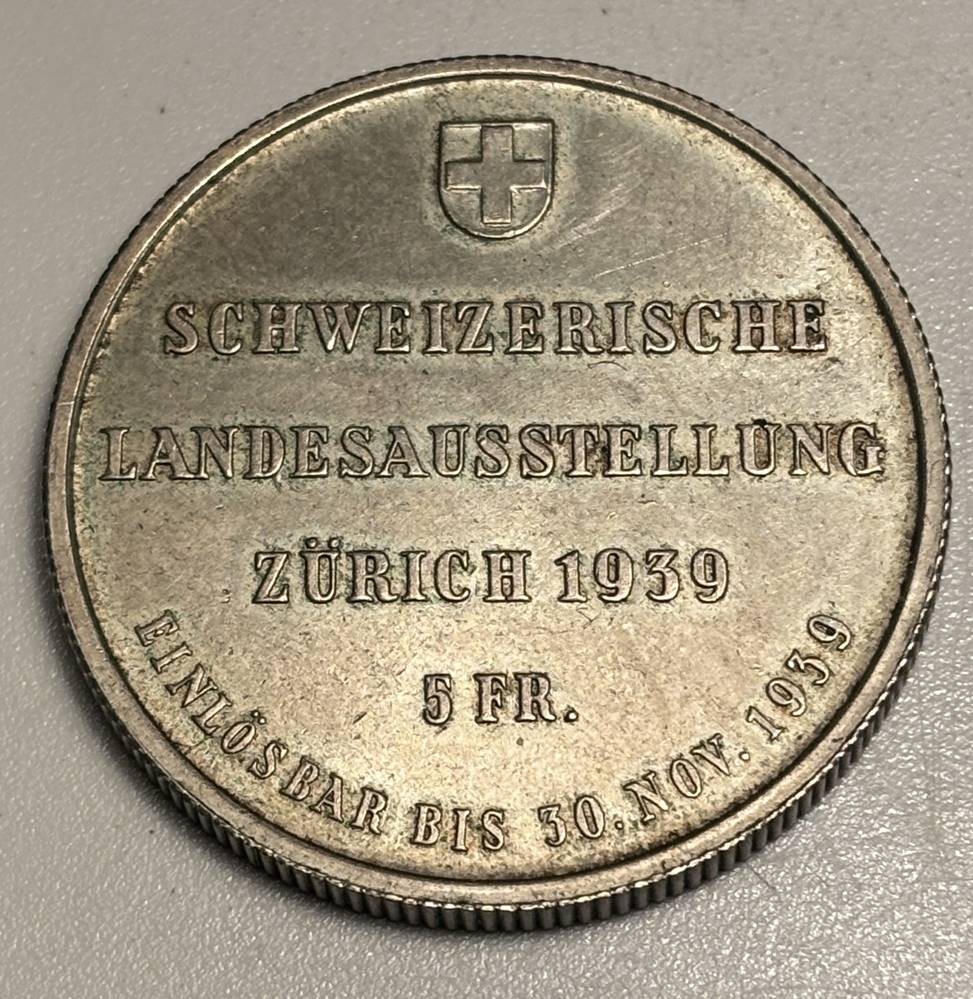 SCHWEIZERISCHE
LANDESAUSSTELLUNG
ZÜRICH 1939
5 FR.
EINLÖSBAR BIS 30. NOV. 1939